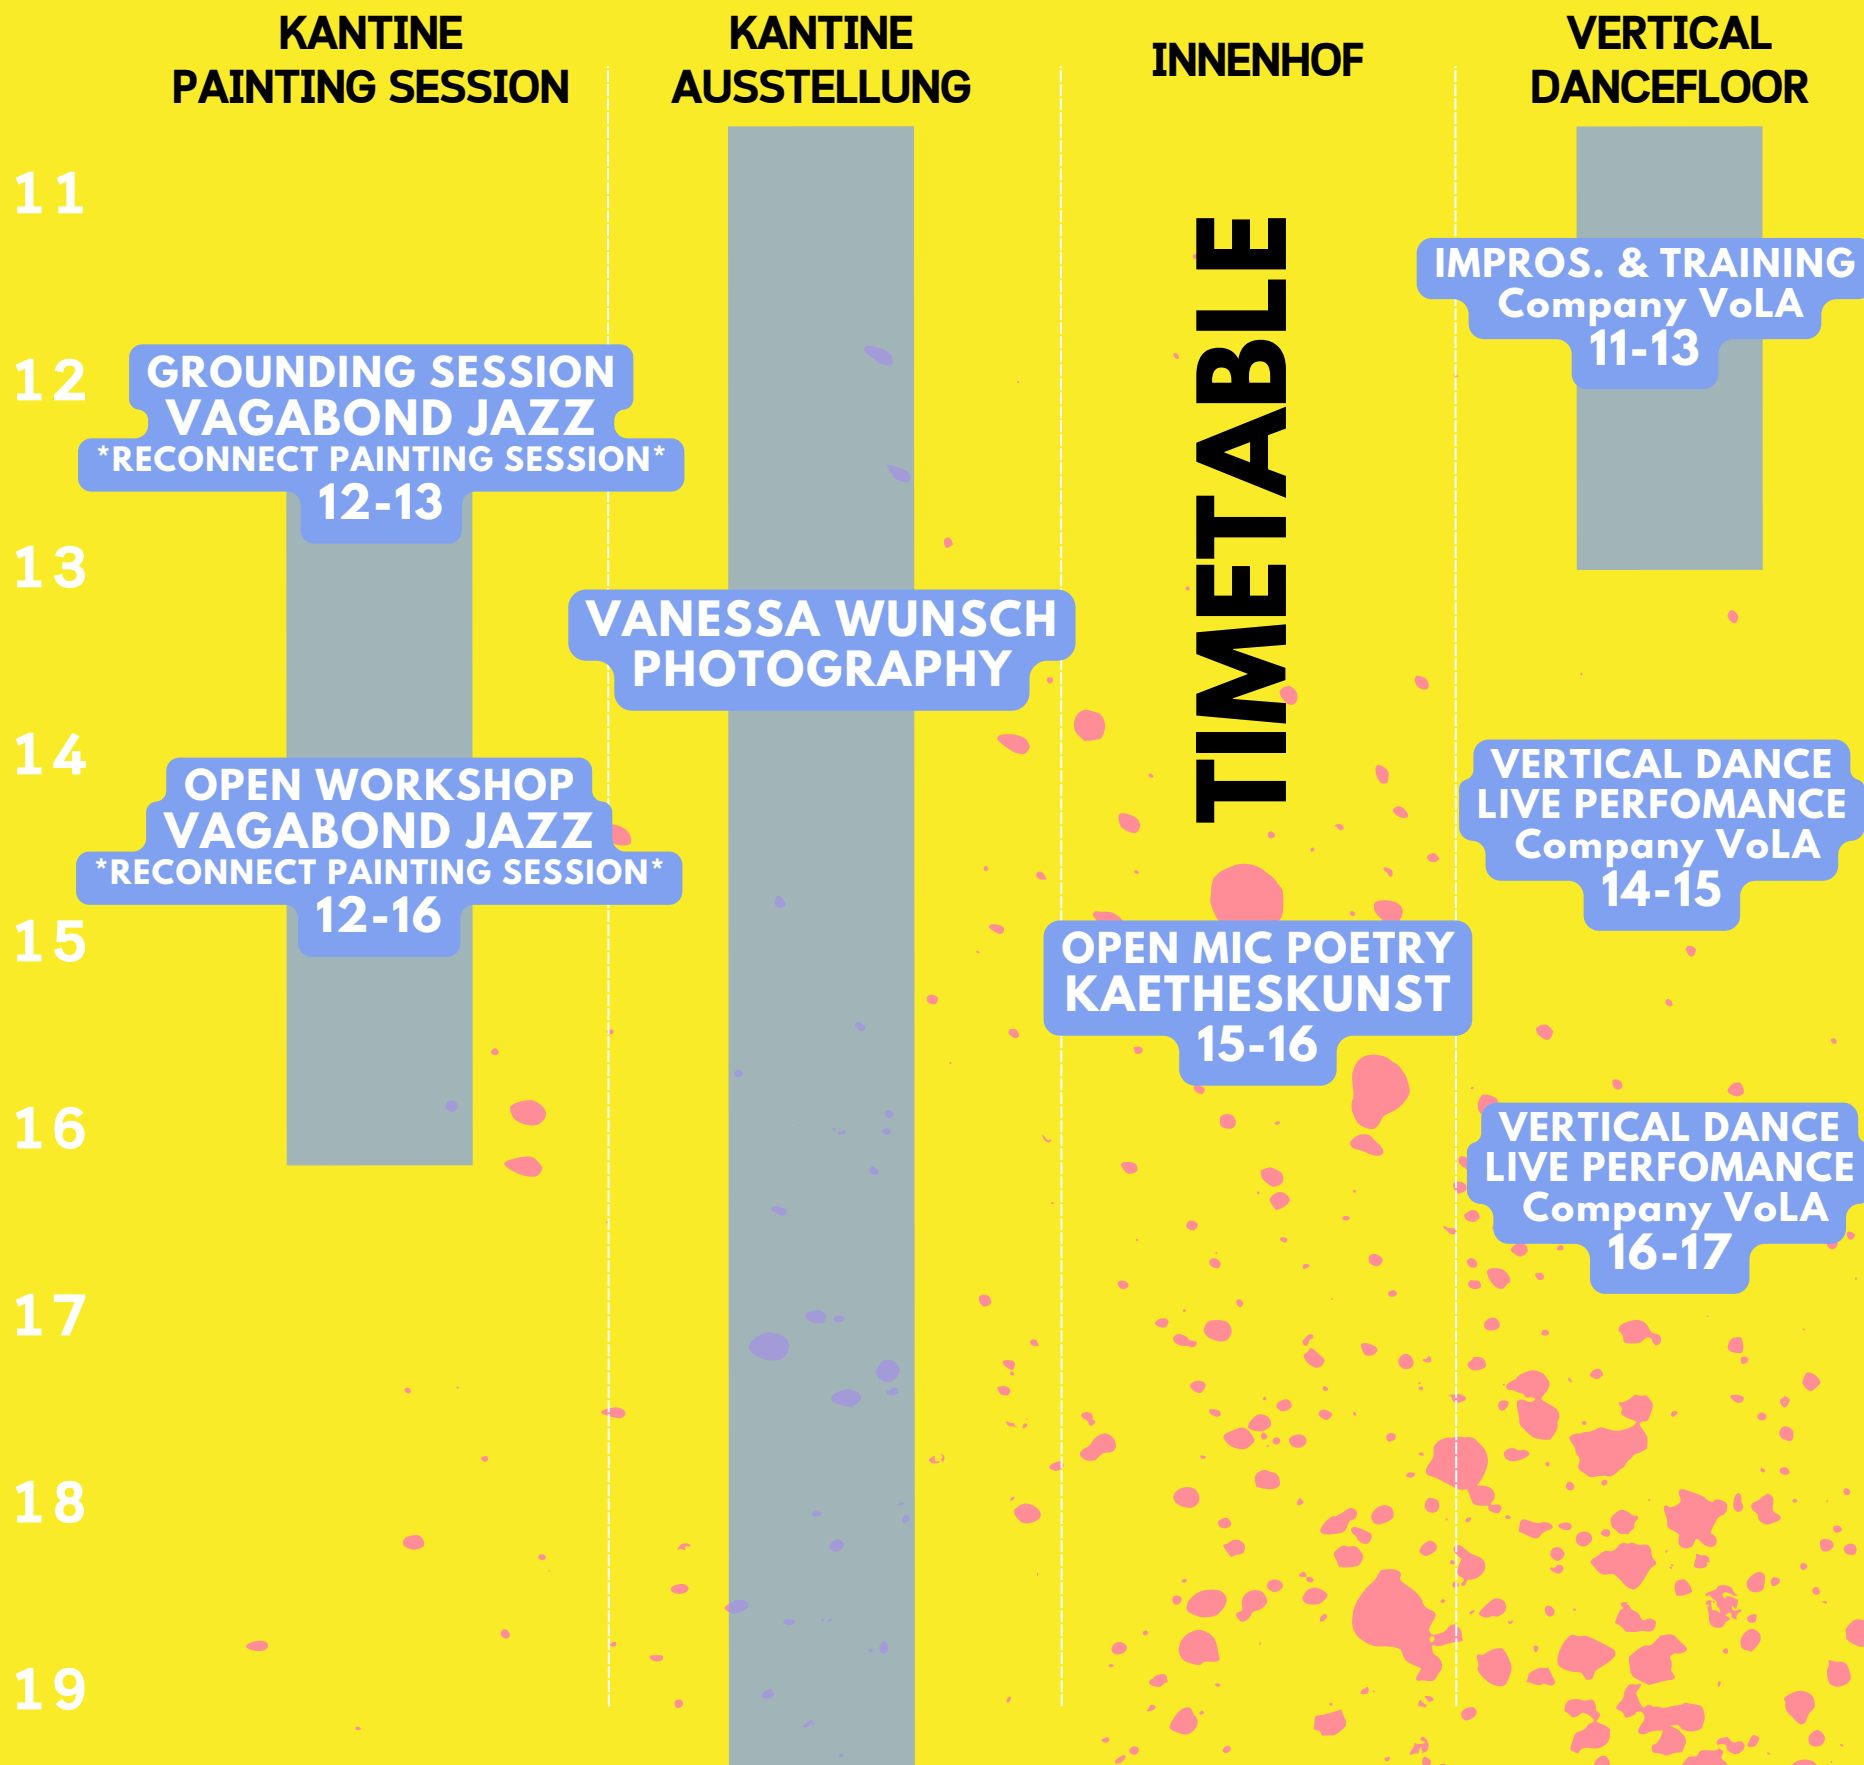 KANTINE
PAINTING SESSION
KANTINE
AUSSTELLUNG
INNENHOF
VERTICAL
DANCEFLOOR
11
12
13
14
15
16
17
18
19
GROUNDING SESSION
VAGABOND JAZZ
*RECONNECT PAINTING SESSION*
12-13
OPEN WORKSHOP
VAGABOND JAZZ
*RECONNECT PAINTING SESSION*
12-16
VANESSA WUNSCH
PHOTOGRAPHY
TIMETABLE
OPEN MIC POETRY
KAETHESKUNST
15-16
IMPROS. & TRAINING
Company VoLA
11-13
VERTICAL DANCE
LIVE PERFOMANCE
Company VoLA
14-15
VERTICAL DANCE
LIVE PERFOMANCE
Company VoLA
16-17